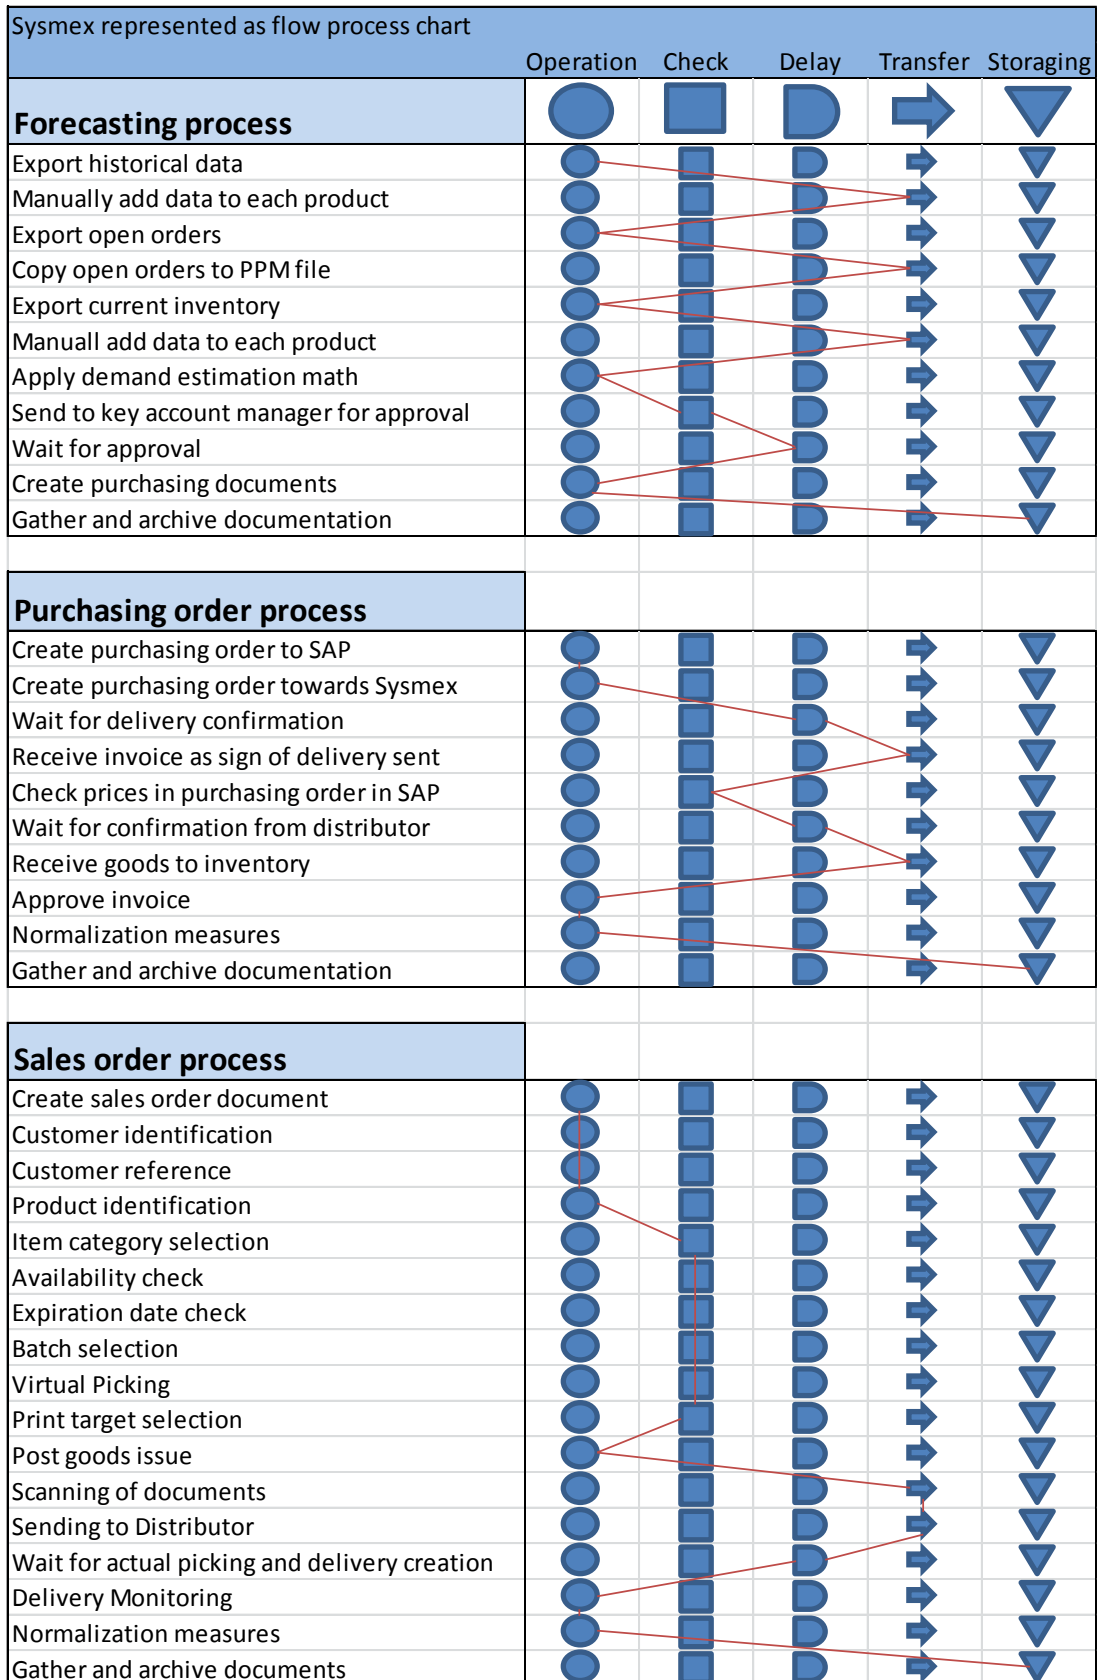 Sysmex represented as flow process chart
Operation Check Delay Transfer Storaging
Forecasting process
Export historical data
Manually add data to each product
Export open orders
Copy open orders to PPM file
Export current inventory
Manuall add data to each product
Apply demand estimation math
Send to key account manager for approval
Wait for approval
Create purchasing documents
Gather and archive documentation
Purchasing order process
Create purchasing order to SAP
Create purchasing order towards Sysmex
Wait for delivery confirmation
Receive invoice as sign of delivery sent
Check prices in purchasing order in SAP
Wait for confirmation from distributor
Receive goods to inventory
Approve invoice
Normalization measures
Gather and archive documentation
Sales order process
Create sales order document
Customer identification
Customer reference
Product identification
Item category selection
Availability check
Expiration date check
Batch selection
Virtual Picking
Print target selection
Post goods issue
Scanning of documents
Sending to Distributor
Wait for actual picking and delivery creation
Delivery Monitoring
Normalization measures
Gather and archive documents